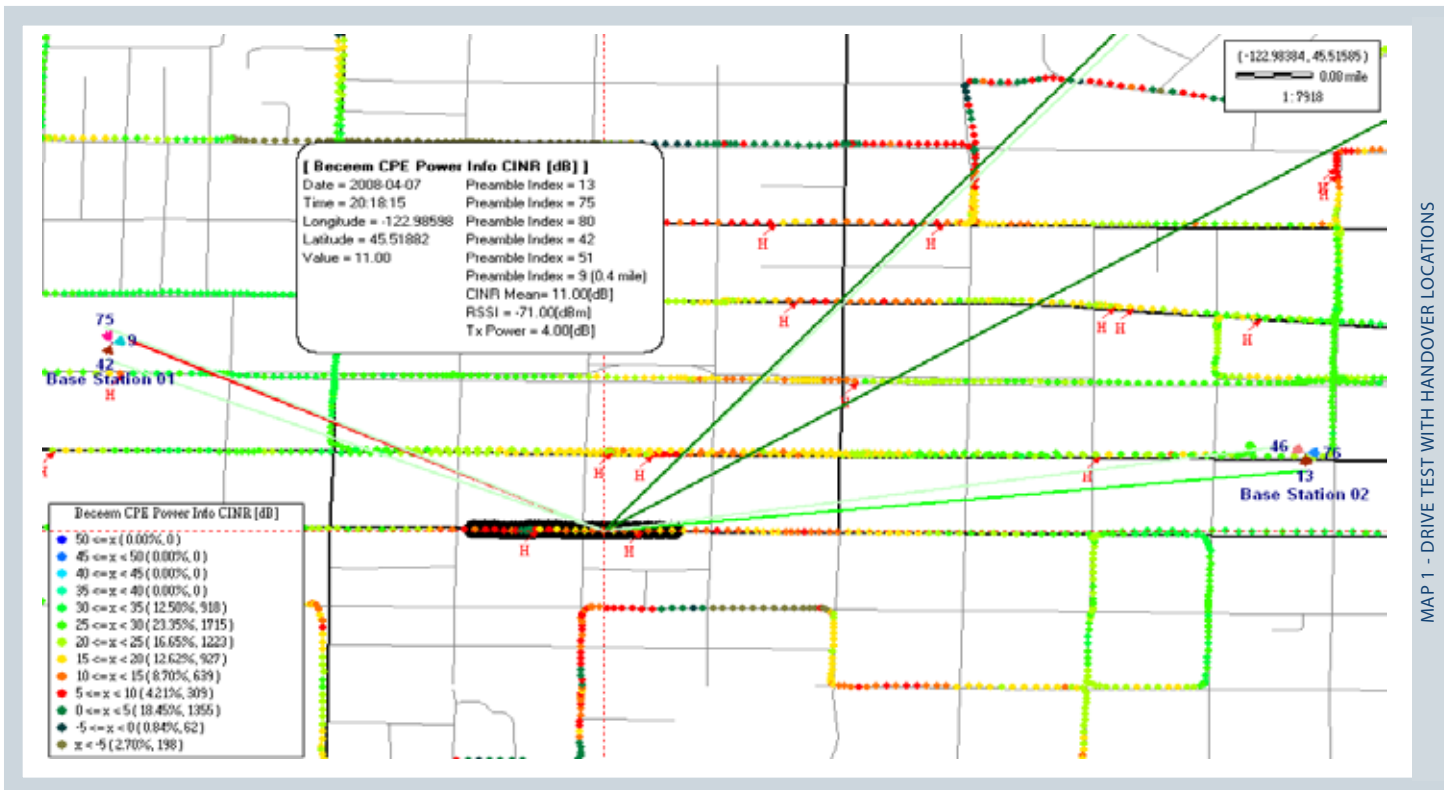 (-122.98384, 45.51585)
0.08 mile
1:7918
[ Beceem CPE Power Info CINR [dB] ]
Date = 2008-04-07
Time = 20:18:15
Longitude = -122.98598
Latitude = 45.51882
Value = 11.00
Preamble Index = 13
Preamble Index = 75
Preamble Index = 80
Preamble Index = 42
Preamble Index = 51
Preamble Index = 9 (0.4 mile)
CINR Mean= 11.00[dB]
RSSI = -71.00[dBm]
Tx Power = 4.00[dB]
H
H
H
H
H
H
H
H
75
9
42
Base Station 01
H
H
H
H
H
H
46
76
13
Base Station 02
H
H
H
Beceem CPE Power Info CINR [dB]
50 <=x ( 0.00%, 0 )
45 <=x < 50 ( 0.00%, 0 )
40 <=x < 45 ( 0.00%, 0 )
35 <=x < 40 ( 0.00%, 0 )
30 <=x < 35 ( 12.50%, 918 )
25 <=x < 30 ( 23.35%, 1715 )
20 <=x < 25 ( 16.65%, 1223 )
15 <=x < 20 ( 12.62%, 927 )
10 <=x < 15 ( 8.70%, 639 )
5 <=x < 10 ( 4.21%, 309 )
0 <=x < 5 ( 18.45%, 1355 )
-5 <=x < 0 ( 0.84%, 62 )
x < -5 ( 2.70%, 198 )
MAP 1 - DRIVE TEST WITH HANDOVER LOCATIONS